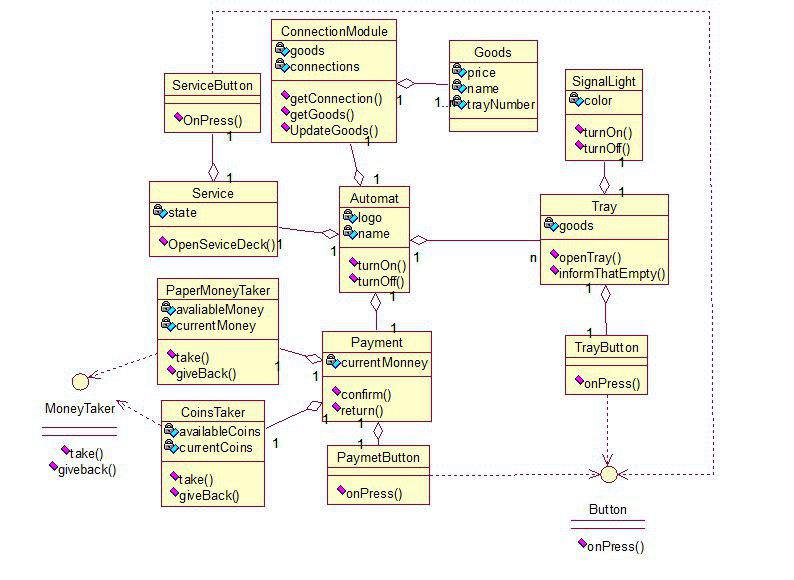 ConnectionModule
goods
connections
getConnection()
getGoods()
UpdateGoods()
1
1
1..n
Goods
price
name
trayNumber
SignalLight
color
turnOn()
turnOff()
1
1
ServiceButton
OnPress()
1
1
Service
state
OpenSeviceDeck()
1
1
Automat
logo
name
turnOn()
turnOff()
1
1
1
n
Tray
goods
openTray()
informThatEmpty()
1
1
TrayButton
onPress()
PaperMoneyTaker
avaliableMoney
currentMoney
take()
giveBack()
1
1
Payment
currentMonney
confirm()
return()
1
1
1
1
MoneyTaker
take()
giveback()
CoinsTaker
availableCoins
currentCoins
take()
giveBack()
1
PaymetButton
onPress()
Button
onPress()